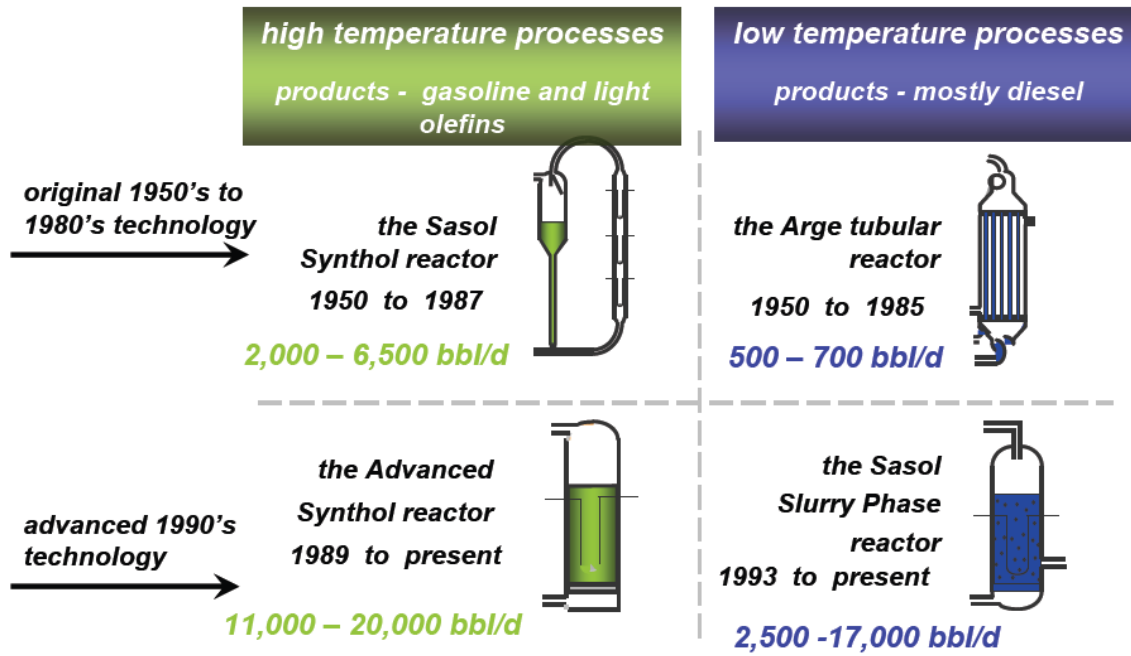 high temperature processes
products - gasoline and light
olefins
low temperature processes
products - mostly diesel
original 1950's to
1980's technology
the Sasol
Synthol reactor
1950 to 1987
2,000 – 6,500 bbl/d
the Arge tubular
reactor
1950 to 1985
500 – 700 bbl/d
advanced 1990's
technology
the Advanced
Synthol reactor
1989 to present
11,000 – 20,000 bbl/d
the Sasol
Slurry Phase
reactor
1993 to present
2,500 -17,000 bbl/d